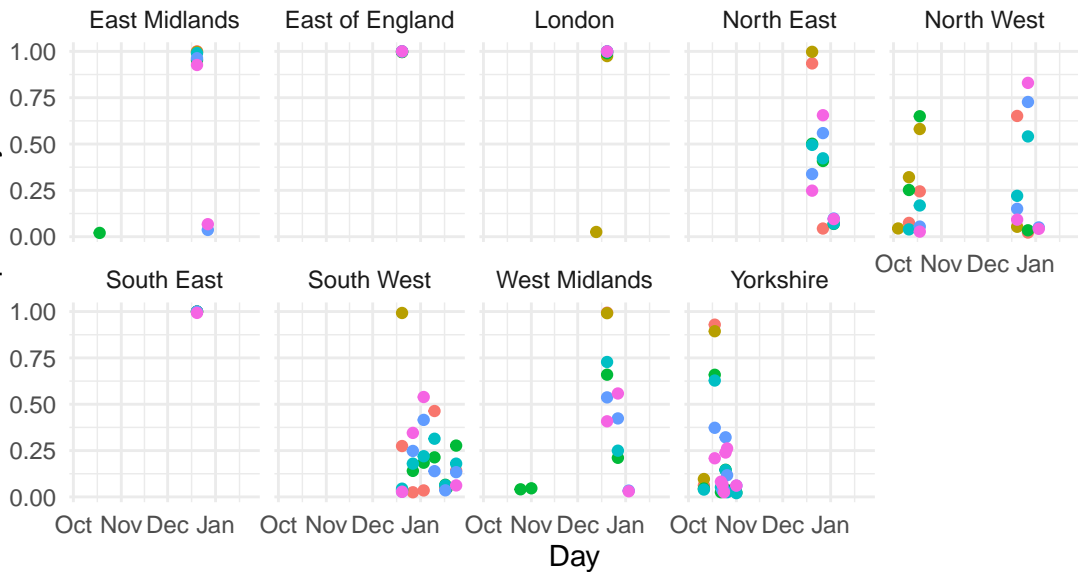 East Midlands East of England London North East North West
1.00
0.75
0.50
0.25
0.00
Oct Nov Dec Jan
South East South West West Midlands Yorkshire
1.00
0.75
0.50
0.25
0.00
Oct Nov Dec Jan Oct Nov Dec Jan Oct Nov Dec Jan Oct Nov Dec Jan
Day